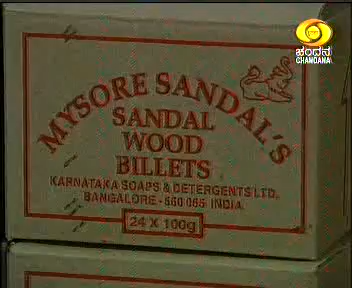 ಚಂದನ
CHANDANA
MYSORE SANDAL'S
SANDAL
WOOD
BILLETS
KARNATAKA SOAPS & DETERGENTS LTD.
BANGALORE - 560 055 INDIA
24 X 100g